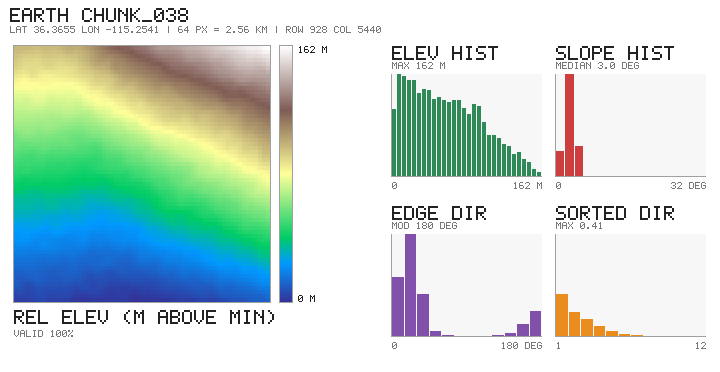 EARTH CHUNK_038
LAT 36.3655 LON -115.2541 | 64 PX = 2.56 KM | ROW 928 COL 5440
162 M
0 M
REL ELEV (M ABOVE MIN)
VALID 100%
ELEV HIST
MAX 162 M
0 162 M
SLOPE HIST
MEDIAN 3.0 DEG
0 32 DEG
EDGE DIR
MOD 180 DEG
0 180 DEG
SORTED DIR
MAX 0.41
1 12